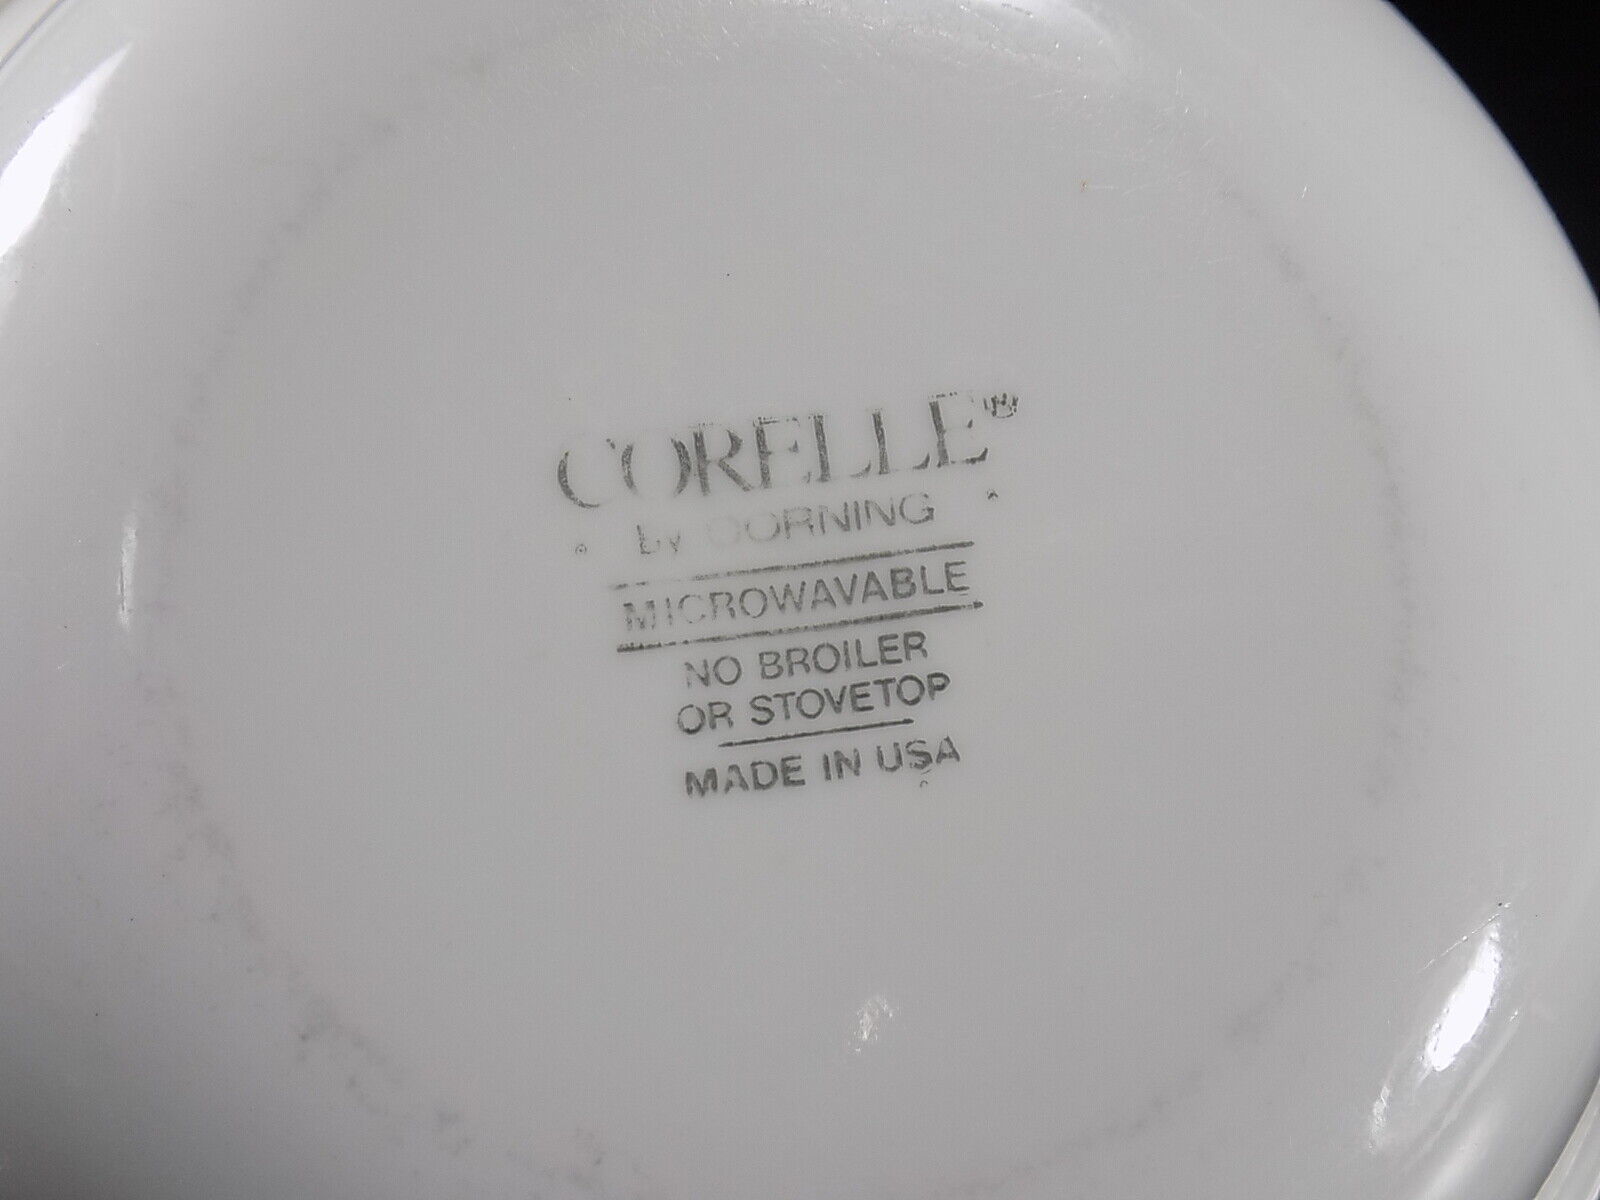 CORELLE
by CORNING
MICROWAVABLE
NO BROILER
OR STOVETOP
MADE IN USA